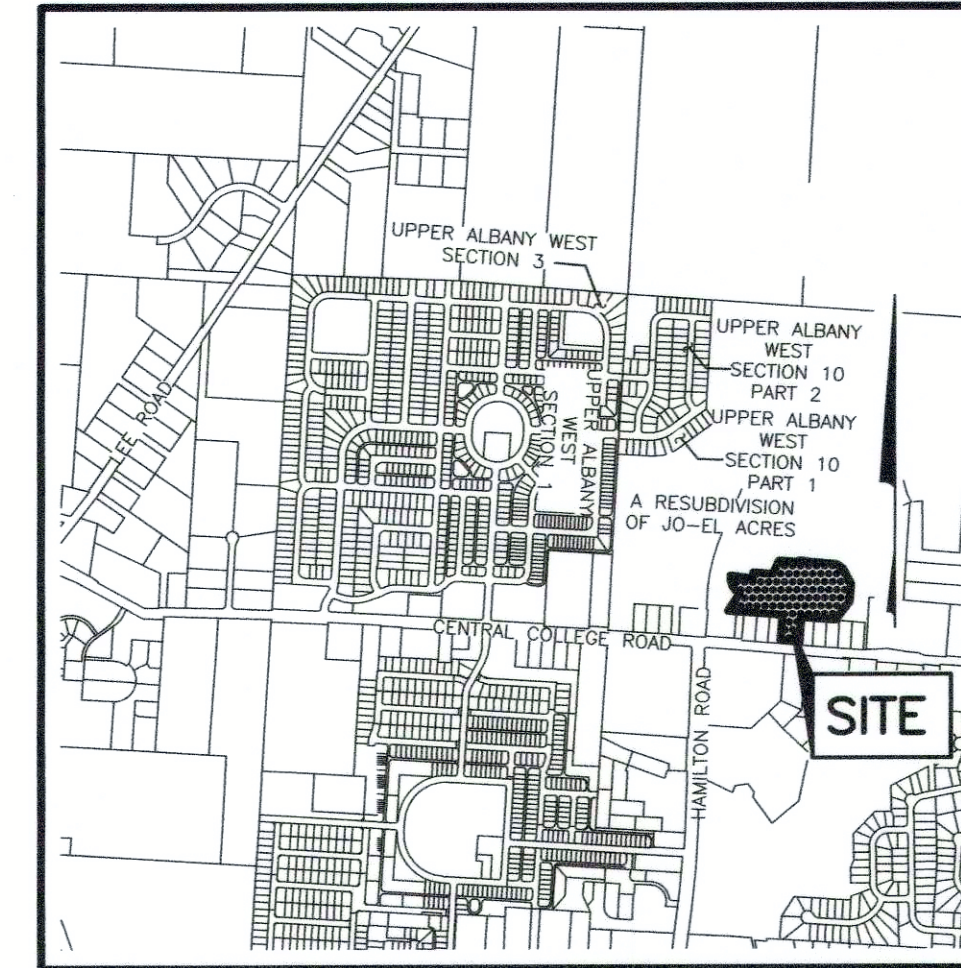 UPPER ALBANY WEST
SECTION 3
UPPER ALBANY
WEST
SECTION 10
PART 2
UPPER ALBANY
WEST
SECTION 10
PART 1
UPPER ALBANY
WEST
SECTION 1
A RESUBDIVISION
OF JO-EL ACRES
LEE ROAD
CENTRAL COLLEGE ROAD
HAMILTON ROAD
SITE